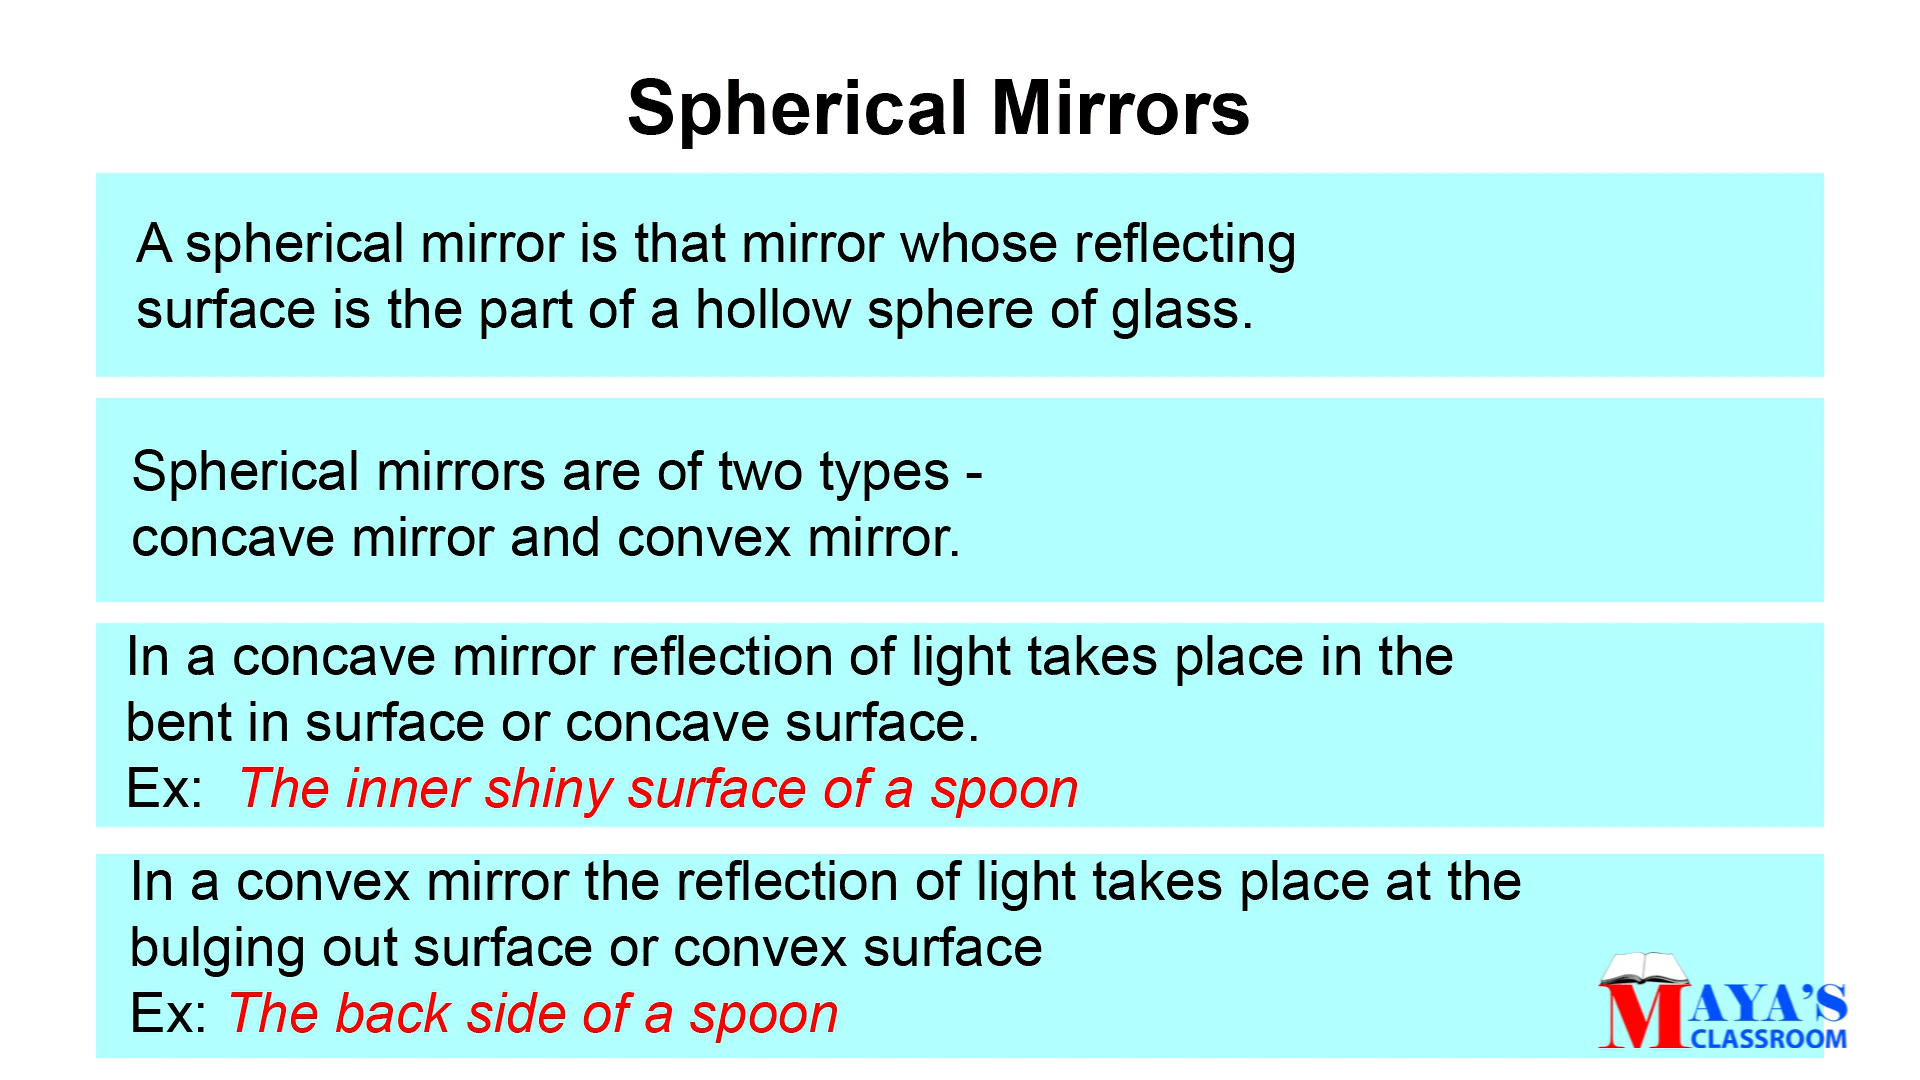 Spherical Mirrors
A spherical mirror is that mirror whose reflecting
surface is the part of a hollow sphere of glass.
Spherical mirrors are of two types -
concave mirror and convex mirror.
In a concave mirror reflection of light takes place in the
bent in surface or concave surface.
Ex:  The inner shiny surface of a spoon
In a convex mirror the reflection of light takes place at the
bulging out surface or convex surface
Ex: The back side of a spoon
MAYA'S
CLASSROOM